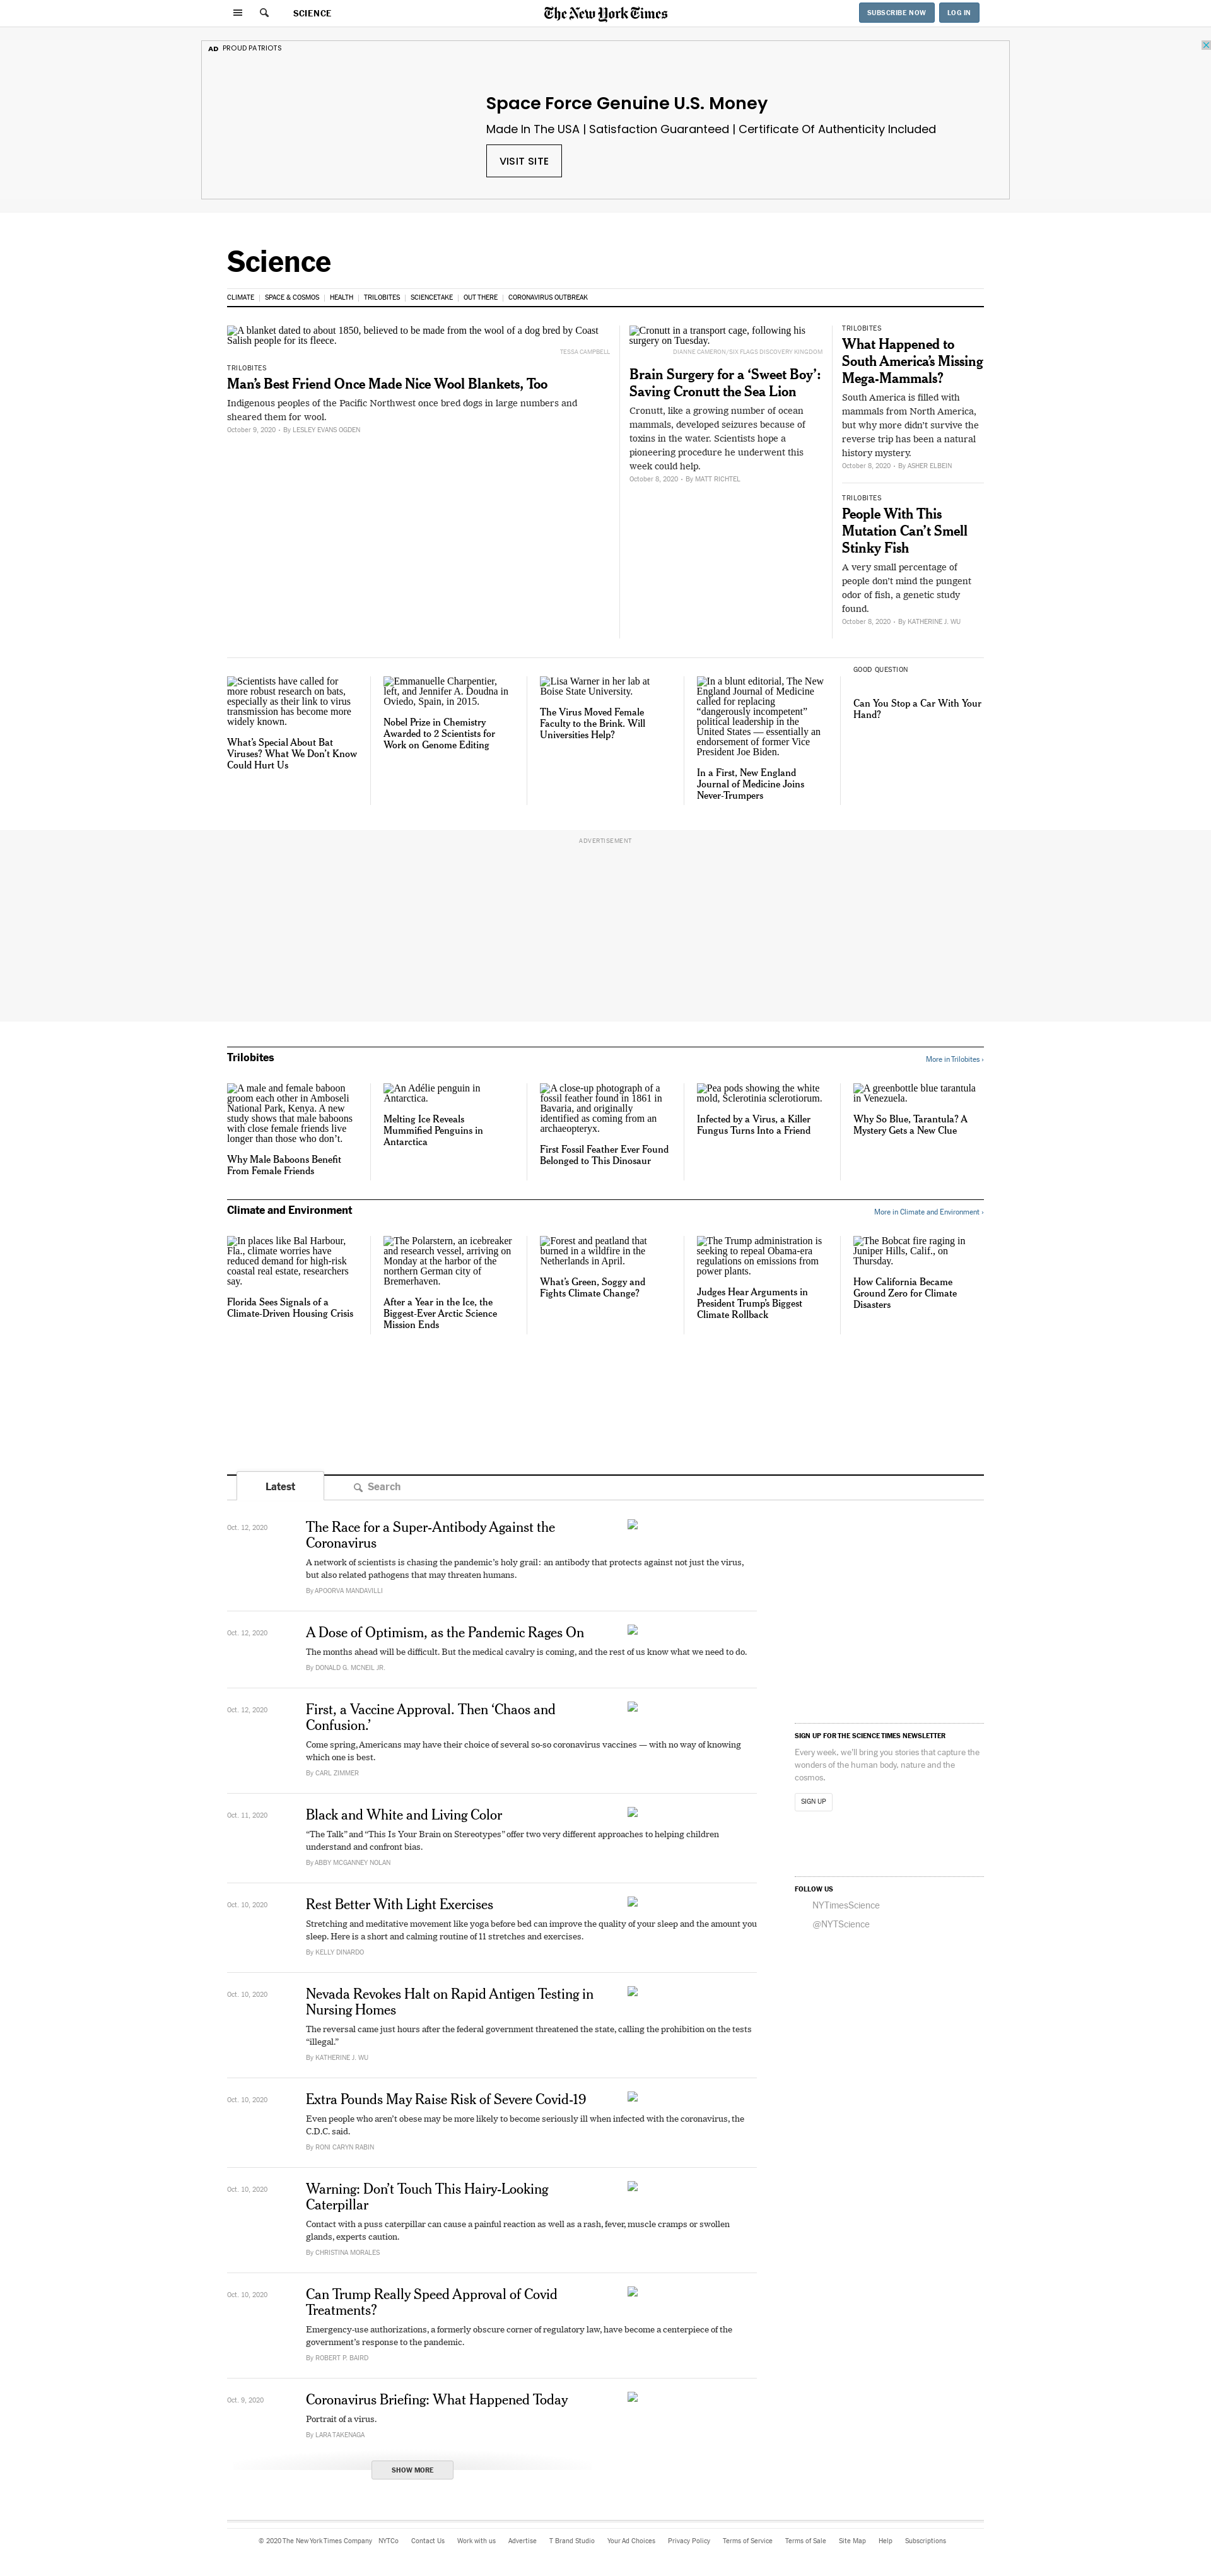 SCIENCE
The New York Times
SUBSCRIBE NOW
LOG IN
AD PROUD PATRIOTS
Space Force Genuine U.S. Money
Made In The USA | Satisfaction Guaranteed | Certificate Of Authenticity Included
VISIT SITE
Science
CLIMATE | SPACE & COSMOS | HEALTH | TRILOBITES | SCIENCETAKE | OUT THERE | CORONAVIRUS OUTBREAK
A blanket dated to about 1850, believed to be made from the wool of a dog bred by Coast
Salish people for its fleece.
TESSA CAMPBELL
TRILOBITES
Man's Best Friend Once Made Nice Wool Blankets, Too
Indigenous peoples of the Pacific Northwest once bred dogs in large numbers and
sheared them for wool.
October 9, 2020 - By LESLEY EVANS OGDEN
Cronutt in a transport cage, following his
surgery on Tuesday.
DIANNE CAMERON/SIX FLAGS DISCOVERY KINGDOM
Brain Surgery for a ‘Sweet Boy’:
Saving Cronutt the Sea Lion
Cronutt, like a growing number of ocean
mammals, developed seizures because of
toxins in the water. Scientists hope a
pioneering procedure he underwent this
week could help.
October 8, 2020 - By MATT RICHTEL
TRILOBITES
What Happened to
South America’s Missing
Mega-Mammals?
South America is filled with
mammals from North America,
but why more didn’t survive the
reverse trip has been a natural
history mystery.
October 8, 2020 - By ASHER ELBEIN
TRILOBITES
People With This
Mutation Can’t Smell
Stinky Fish
A very small percentage of
people don’t mind the pungent
odor of fish, a genetic study
found.
October 8, 2020 - By KATHERINE J. WU
Scientists have called for
more robust research on bats,
especially as their link to virus
transmission has become more
widely known.
What’s Special About Bat
Viruses? What We Don’t Know
Could Hurt Us
Emmanuelle Charpentier,
left, and Jennifer A. Doudna in
Oviedo, Spain, in 2015.
Nobel Prize in Chemistry
Awarded to 2 Scientists for
Work on Genome Editing
Lisa Warner in her lab at
Boise State University.
The Virus Moved Female
Faculty to the Brink. Will
Universities Help?
In a blunt editorial, The New
England Journal of Medicine
called for replacing
“dangerously incompetent”
political leadership in the
United States — essentially an
endorsement of former Vice
President Joe Biden.
In a First, New England
Journal of Medicine Joins
Never-Trumpers
GOOD QUESTION
Can You Stop a Car With Your
Hand?
ADVERTISEMENT
Trilobites
More in Trilobites ›
A male and female baboon
groom each other in Amboseli
National Park, Kenya. A new
study shows that male baboons
with close female friends live
longer than those who don’t.
Why Male Baboons Benefit
From Female Friends
An Adélie penguin in
Antarctica.
Melting Ice Reveals
Mummified Penguins in
Antarctica
A close-up photograph of a
fossil feather found in 1861 in
Bavaria, and originally
identified as coming from an
archaeopteryx.
First Fossil Feather Ever Found
Belonged to This Dinosaur
Pea pods showing the white
mold, Sclerotinia sclerotiorum.
Infected by a Virus, a Killer
Fungus Turns Into a Friend
A greenbottle blue tarantula
in Venezuela.
Why So Blue, Tarantula? A
Mystery Gets a New Clue
Climate and Environment
More in Climate and Environment ›
In places like Bal Harbour,
Fla., climate worries have
reduced demand for high-risk
coastal real estate, researchers
say.
Florida Sees Signals of a
Climate-Driven Housing Crisis
The Polarstern, an icebreaker
and research vessel, arriving on
Monday at the harbor of the
northern German city of
Bremerhaven.
After a Year in the Ice, the
Biggest-Ever Arctic Science
Mission Ends
Forest and peatland that
burned in a wildfire in the
Netherlands in April.
What’s Green, Soggy and
Fights Climate Change?
The Trump administration is
seeking to repeal Obama-era
regulations on emissions from
power plants.
Judges Hear Arguments in
President Trump’s Biggest
Climate Rollback
The Bobcat fire raging in
Juniper Hills, Calif., on
Thursday.
How California Became
Ground Zero for Climate
Disasters
Latest
Search
Oct. 12, 2020
The Race for a Super-Antibody Against the
Coronavirus
A network of scientists is chasing the pandemic’s holy grail: an antibody that protects against not just the virus,
but also related pathogens that may threaten humans.
By APOORVA MANDAVILLI
Oct. 12, 2020
A Dose of Optimism, as the Pandemic Rages On
The months ahead will be difficult. But the medical cavalry is coming, and the rest of us know what we need to do.
By DONALD G. MCNEIL JR.
Oct. 12, 2020
First, a Vaccine Approval. Then ‘Chaos and
Confusion.’
Come spring, Americans may have their choice of several so-so coronavirus vaccines — with no way of knowing
which one is best.
By CARL ZIMMER
Oct. 11, 2020
Black and White and Living Color
“The Talk” and “This Is Your Brain on Stereotypes” offer two very different approaches to helping children
understand and confront bias.
By ABBY MCGANNEY NOLAN
Oct. 10, 2020
Rest Better With Light Exercises
Stretching and meditative movement like yoga before bed can improve the quality of your sleep and the amount you
sleep. Here is a short and calming routine of 11 stretches and exercises.
By KELLY DINARDO
Oct. 10, 2020
Nevada Revokes Halt on Rapid Antigen Testing in
Nursing Homes
The reversal came just hours after the federal government threatened the state, calling the prohibition on the tests
“illegal.”
By KATHERINE J. WU
Oct. 10, 2020
Extra Pounds May Raise Risk of Severe Covid-19
Even people who aren’t obese may be more likely to become seriously ill when infected with the coronavirus, the
C.D.C. said.
By RONI CARYN RABIN
Oct. 10, 2020
Warning: Don’t Touch This Hairy-Looking
Caterpillar
Contact with a puss caterpillar can cause a painful reaction as well as a rash, fever, muscle cramps or swollen
glands, experts caution.
By CHRISTINA MORALES
Oct. 10, 2020
Can Trump Really Speed Approval of Covid
Treatments?
Emergency-use authorizations, a formerly obscure corner of regulatory law, have become a centerpiece of the
government’s response to the pandemic.
By ROBERT P. BAIRD
Oct. 9, 2020
Coronavirus Briefing: What Happened Today
Portrait of a virus.
By LARA TAKENAGA
SHOW MORE
SIGN UP FOR THE SCIENCE TIMES NEWSLETTER
Every week, we’ll bring you stories that capture the
wonders of the human body, nature and the
cosmos.
SIGN UP
FOLLOW US
NYTimesScience
@NYTScience
© 2020 The New York Times Company NYTCo Contact Us Work with us Advertise T Brand Studio Your Ad Choices Privacy Policy Terms of Service Terms of Sale Site Map Help Subscriptions